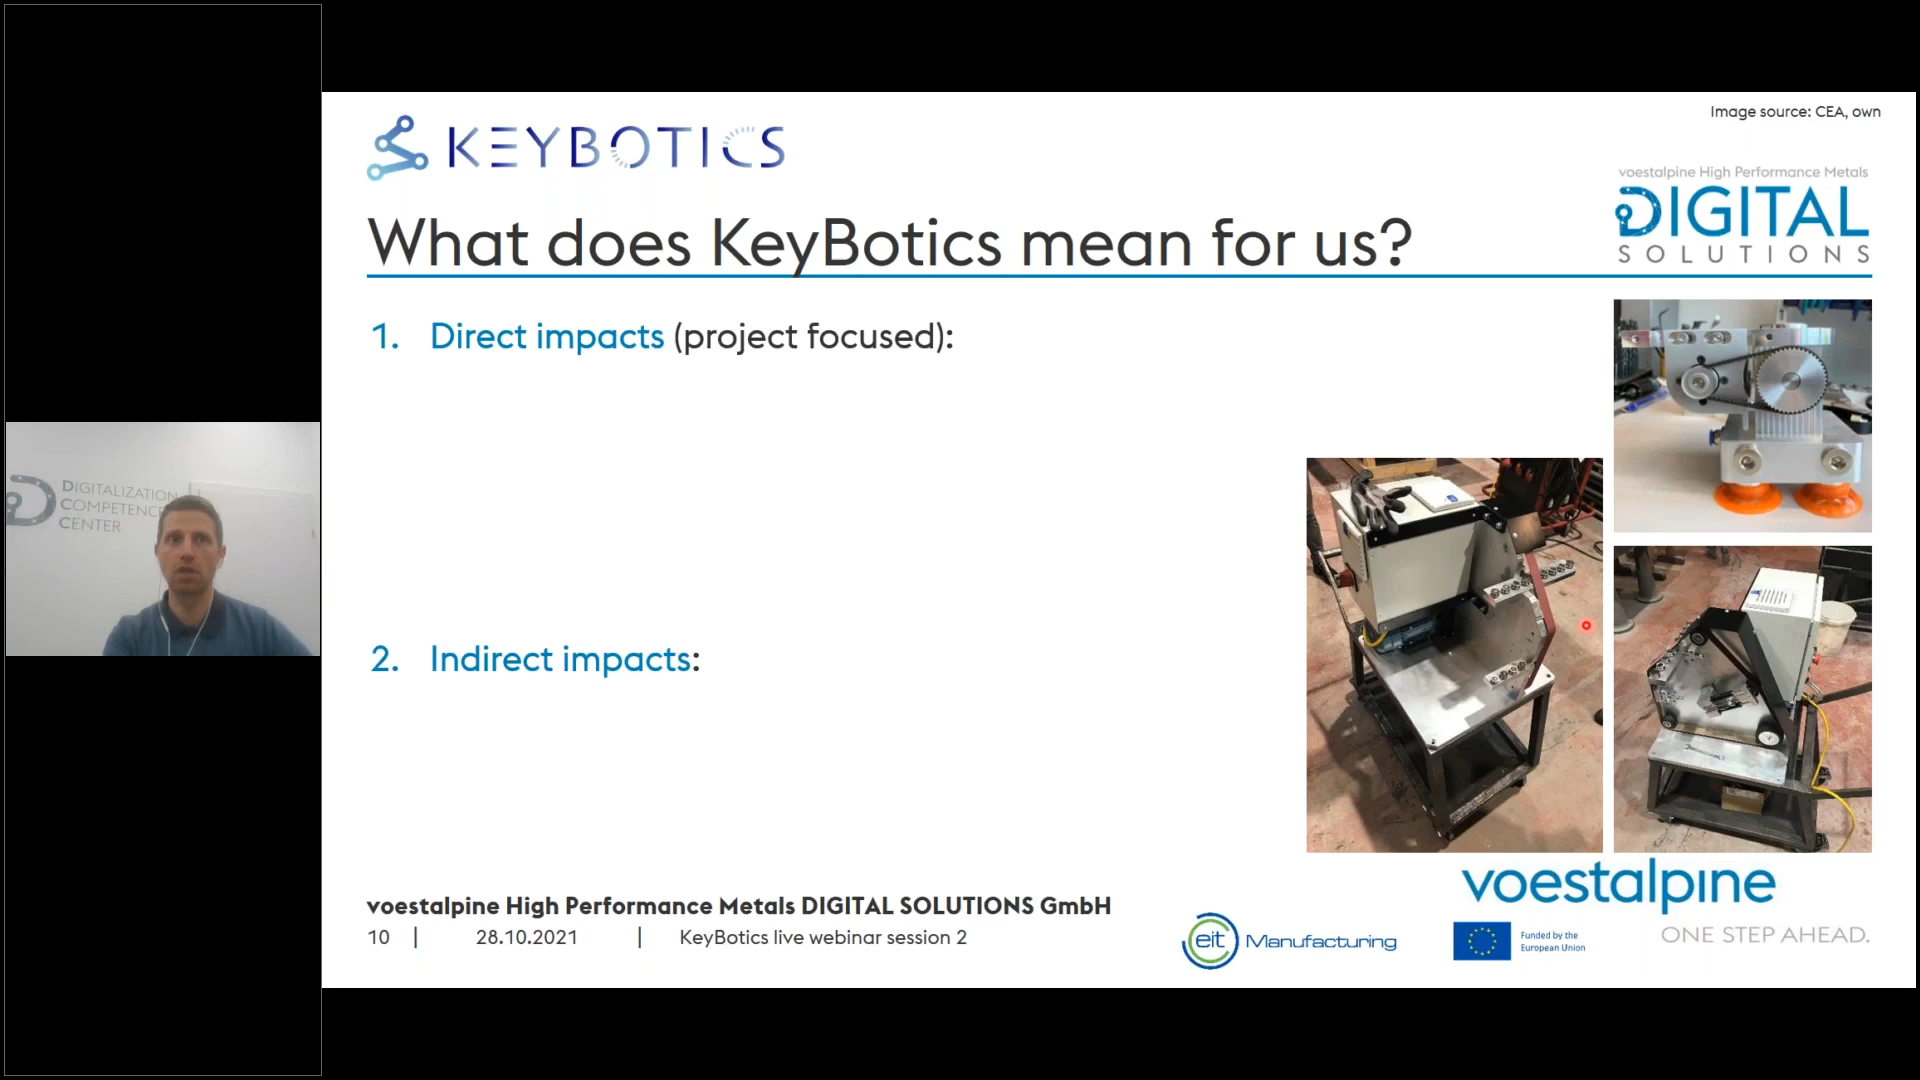 Image source: CEA, own
KEYBOTICS
voestalpine High Performance Metals
DIGITAL
SOLUTIONS
What does KeyBotics mean for us?
1. Direct impacts (project focused):
DIGITALIZATION
COMPETENCE
CENTER
2. Indirect impacts:
voestalpine
ONE STEP AHEAD.
voestalpine High Performance Metals DIGITAL SOLUTIONS GmbH
10 | 28.10.2021 | KeyBotics live webinar session 2
eit Manufacturing
Funded by the
European Union